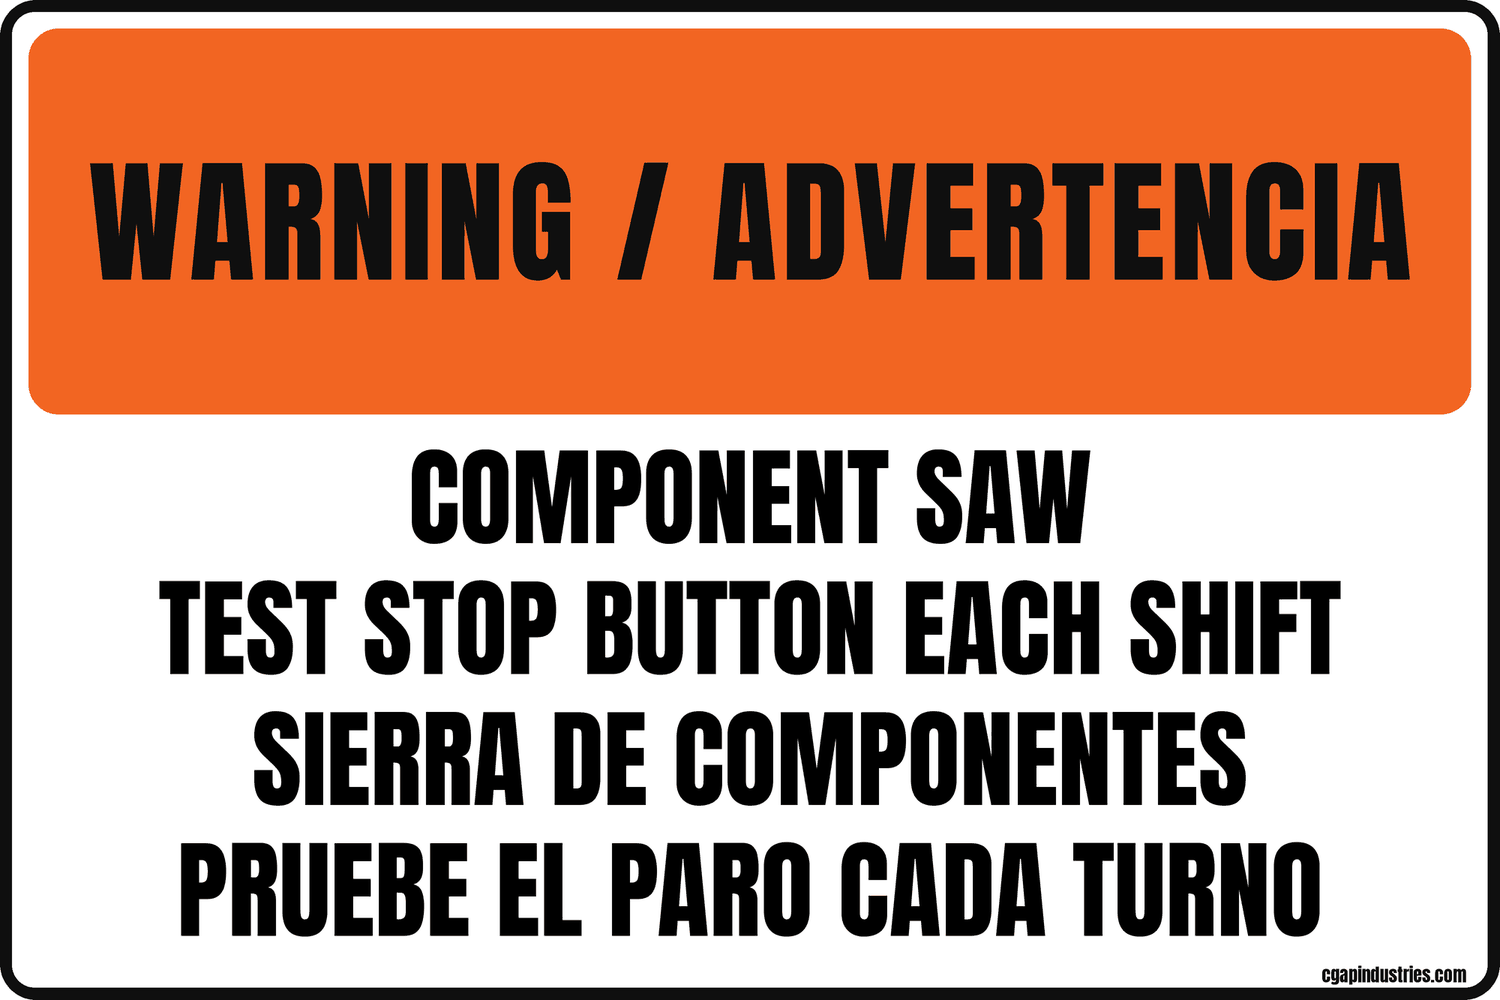 WARNING / ADVERTENCIA
COMPONENT SAW
TEST STOP BUTTON EACH SHIFT
SIERRA DE COMPONENTES
PRUEBE EL PARO CADA TURNO
cgapindustries.com